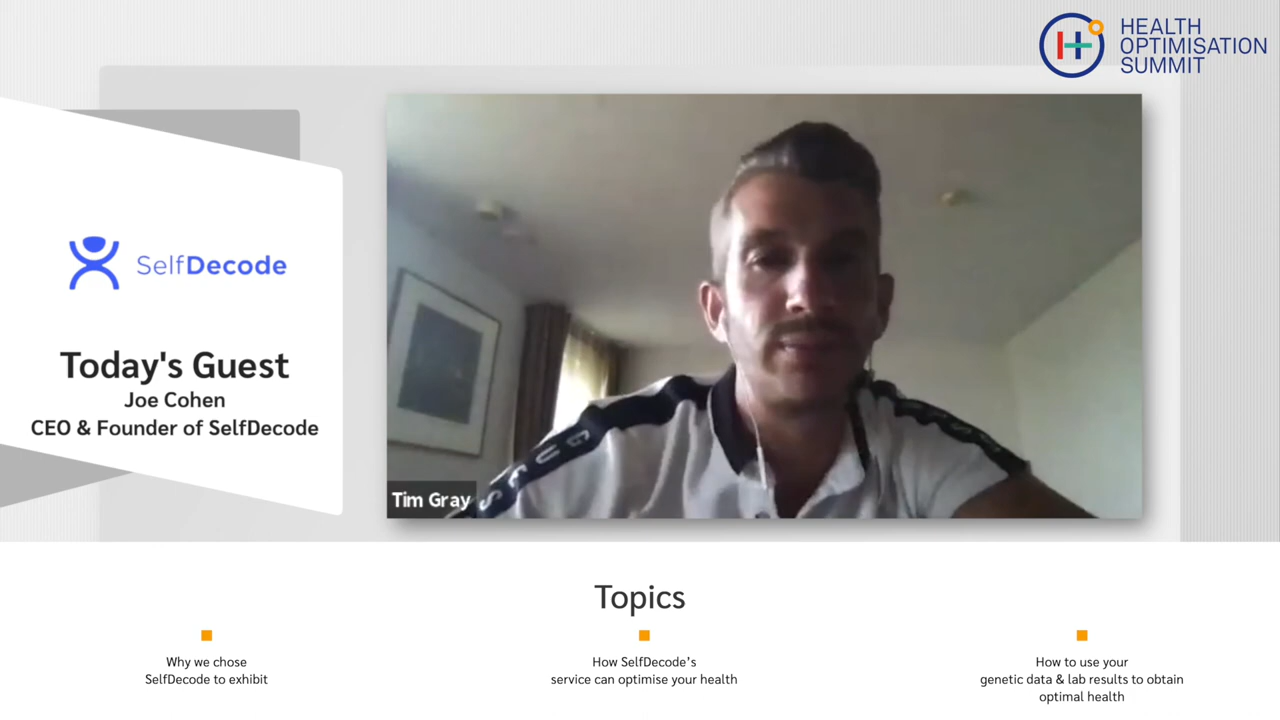 HEALTH
OPTIMISATION
SUMMIT
SelfDecode
Today's Guest
Joe Cohen
CEO & Founder of SelfDecode
Tim Gray
GUES
Topics
Why we chose
SelfDecode to exhibit
How SelfDecode’s
service can optimise your health
How to use your
genetic data & lab results to obtain
optimal health